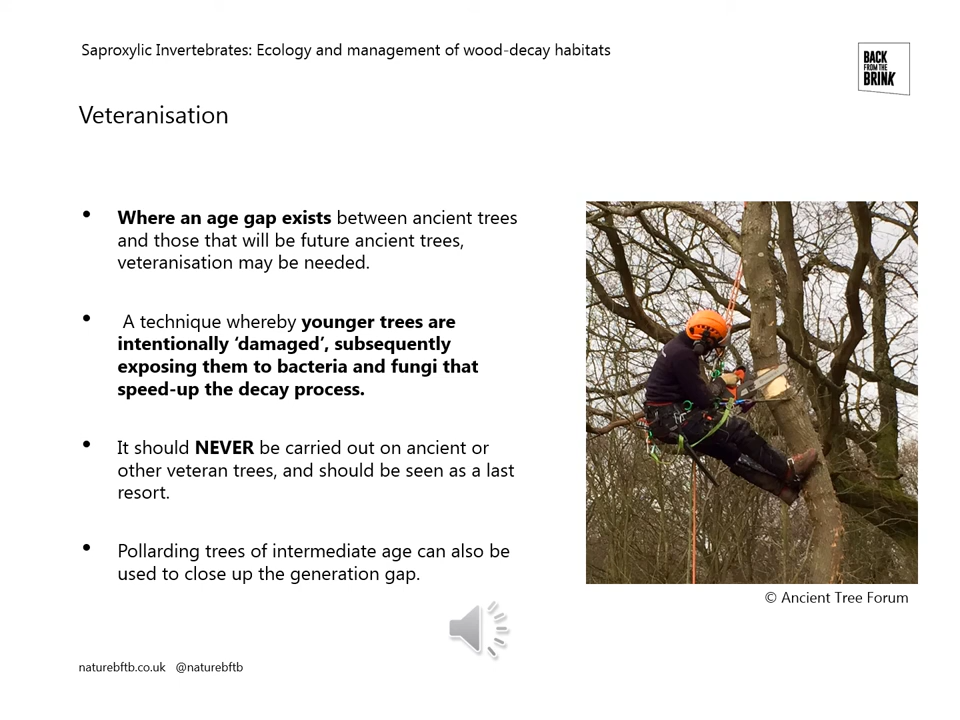 Saproxylic Invertebrates: Ecology and management of wood-decay habitats
BACK
FROM THE
BRINK
Veteranisation
• Where an age gap exists between ancient trees
and those that will be future ancient trees,
veteranisation may be needed.
• A technique whereby younger trees are
intentionally ‘damaged’, subsequently
exposing them to bacteria and fungi that
speed-up the decay process.
• It should NEVER be carried out on ancient or
other veteran trees, and should be seen as a last
resort.
• Pollarding trees of intermediate age can also be
used to close up the generation gap.
© Ancient Tree Forum
naturebftb.co.uk @naturebftb